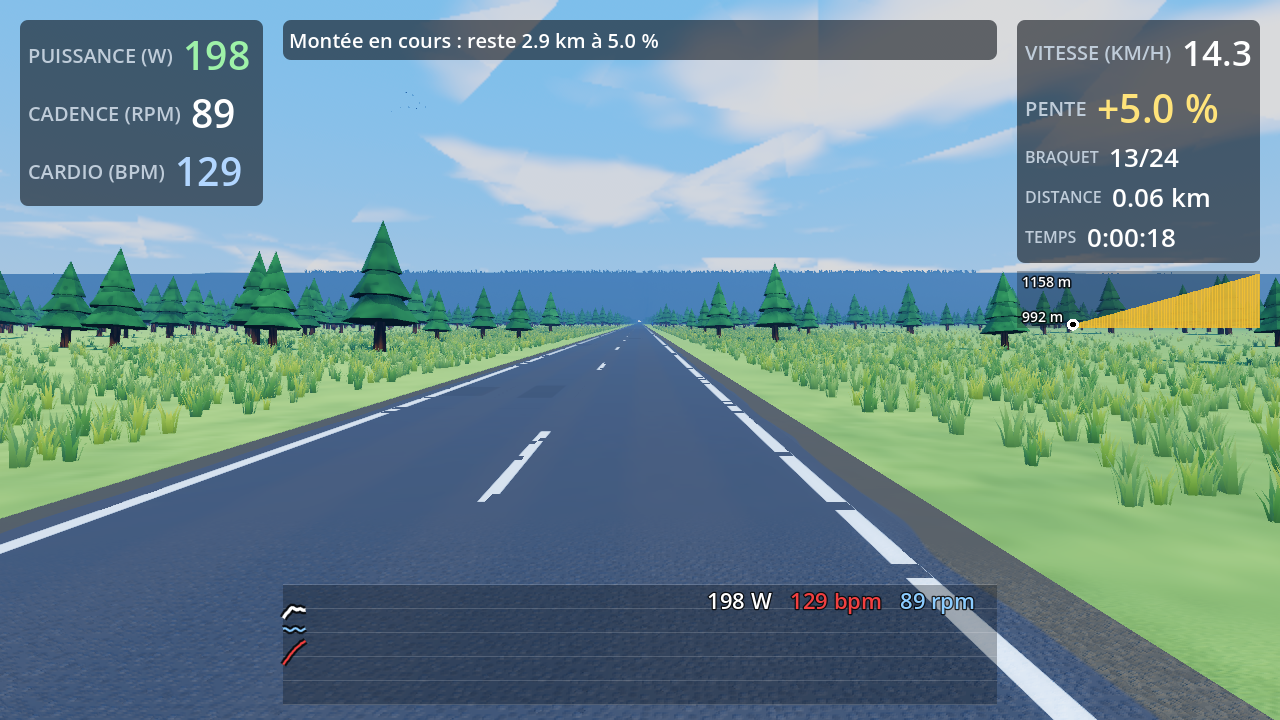 PUISSANCE (W) 198
CADENCE (RPM) 89
CARDIO (BPM) 129
Montée en cours : reste 2.9 km à 5.0 %
VITESSE (KM/H) 14.3
PENTE +5.0 %
BRAQUET 13/24
DISTANCE 0.06 km
TEMPS 0:00:18
1158 m
992 m
198 W 129 bpm 89 rpm